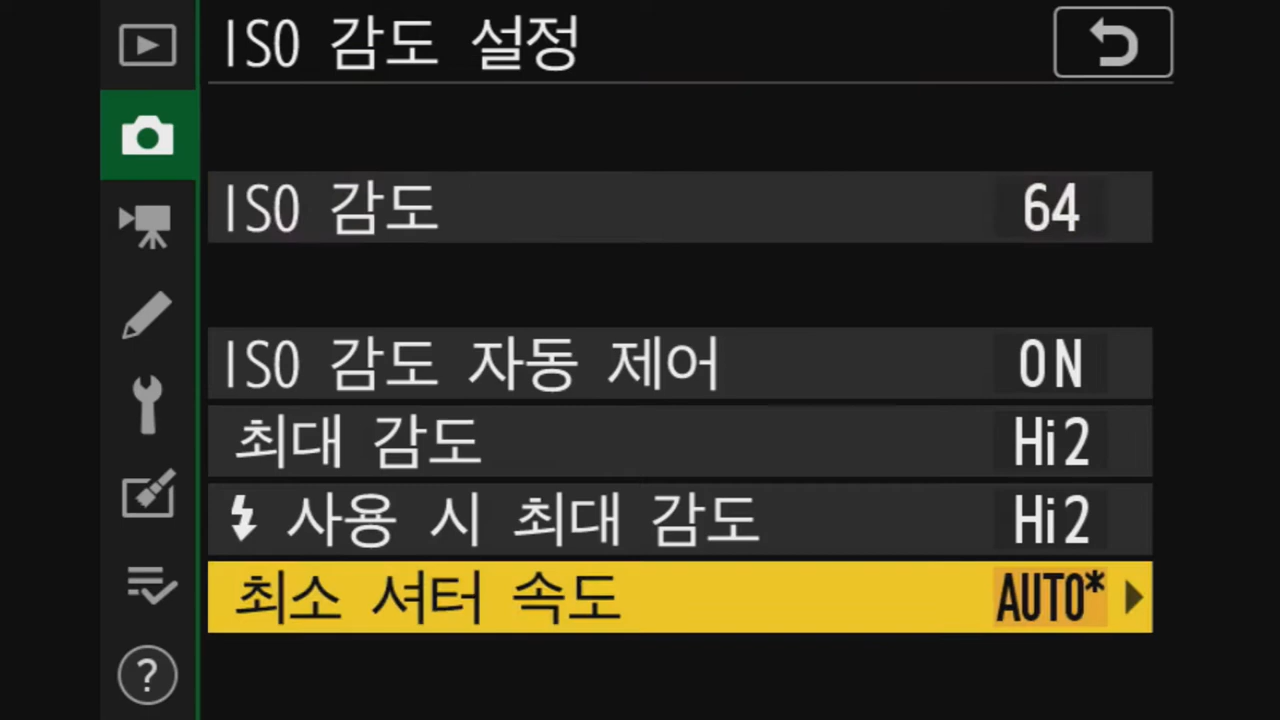 ISO 감도 설정
ISO 감도 64
ISO 감도 자동 제어 ON
최대 감도 Hi2
사용 시 최대 감도 Hi2
최소 셔터 속도 AUTO*
?